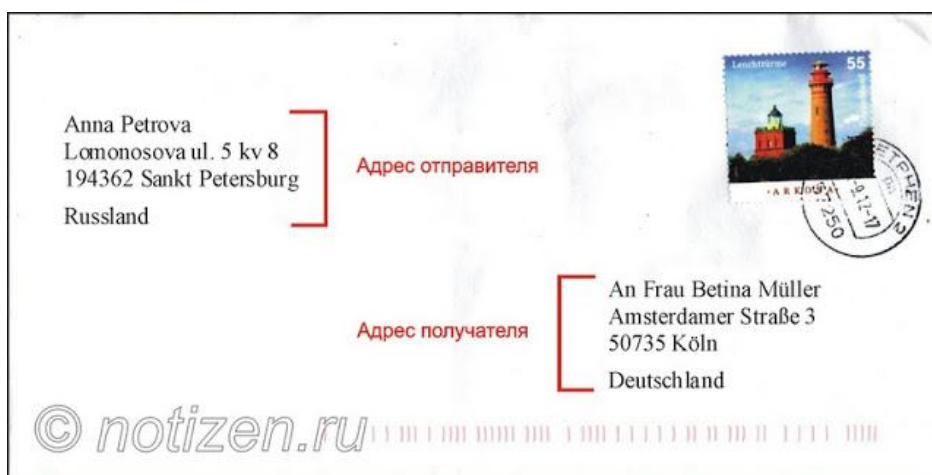 Leuchttürme 55
Anna Petrova
Lomonosova ul. 5 kv 8
194362 Sankt Petersburg
Russland
Адрес отправителя
An Frau Betina Müller
Amsterdamer Straße 3
50735 Köln
Deutschland
Адрес получателя
© notizen.ru